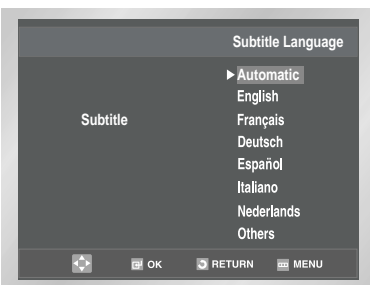 Subtitle Language
Automatic
English
Subtitle Français
Deutsch
Español
Italiano
Nederlands
Others
OK RETURN MENU